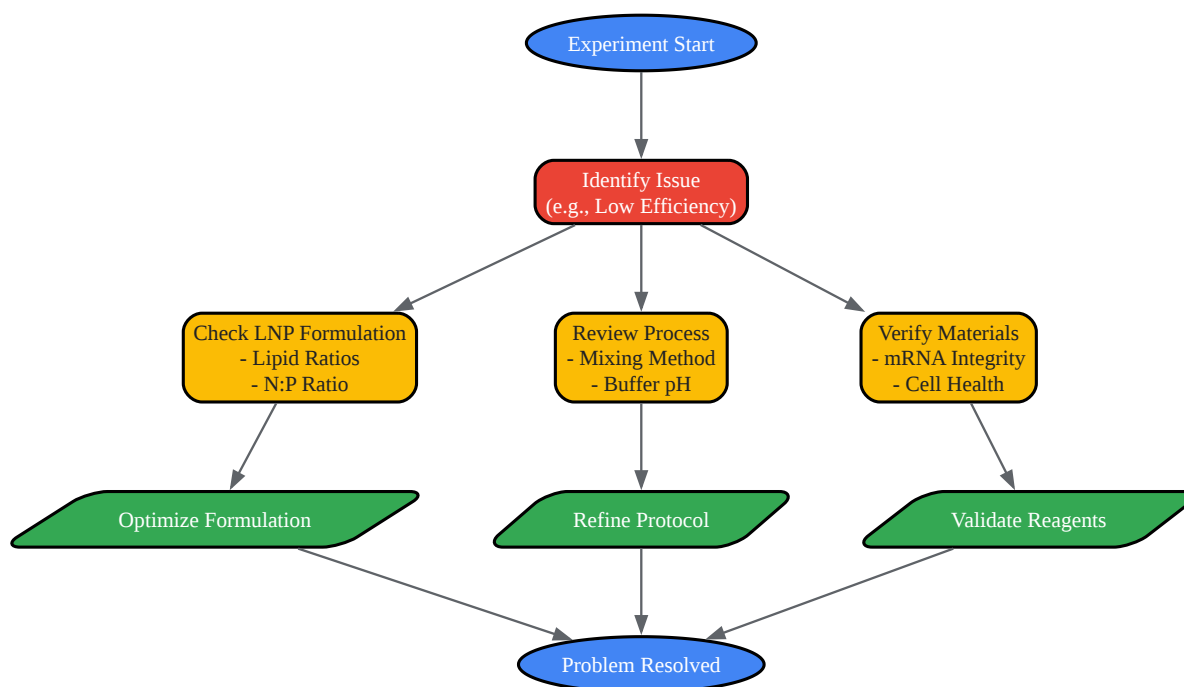 Experiment Start
Identify Issue
(e.g., Low Efficiency)
Check LNP Formulation
- Lipid Ratios
- N:P Ratio
Review Process
- Mixing Method
- Buffer pH
Verify Materials
- mRNA Integrity
- Cell Health
Optimize Formulation
Refine Protocol
Validate Reagents
Problem Resolved